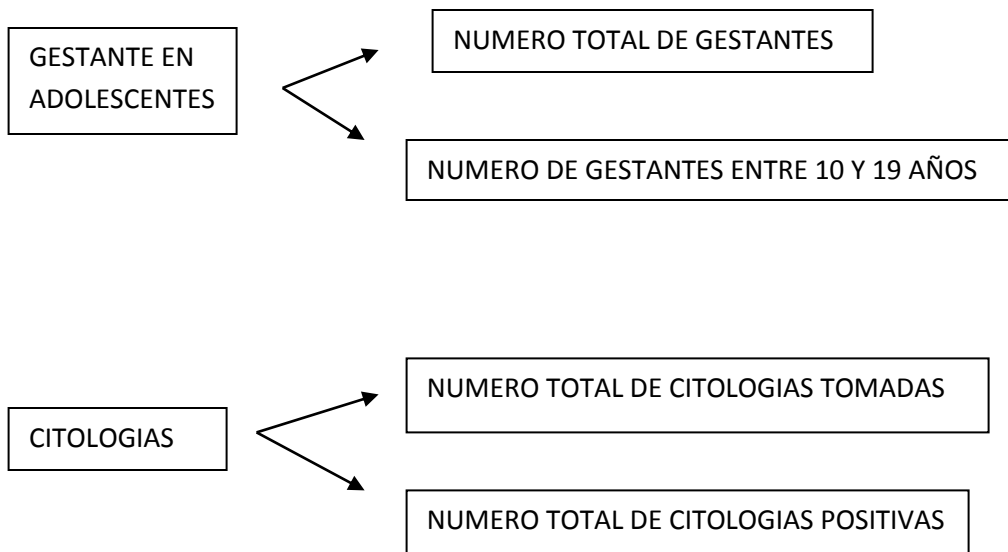 GESTANTE EN
ADOLESCENTES
NUMERO TOTAL DE GESTANTES
NUMERO DE GESTANTES ENTRE 10 Y 19 AÑOS
CITOLOGIAS
NUMERO TOTAL DE CITOLOGIAS TOMADAS
NUMERO TOTAL DE CITOLOGIAS POSITIVAS